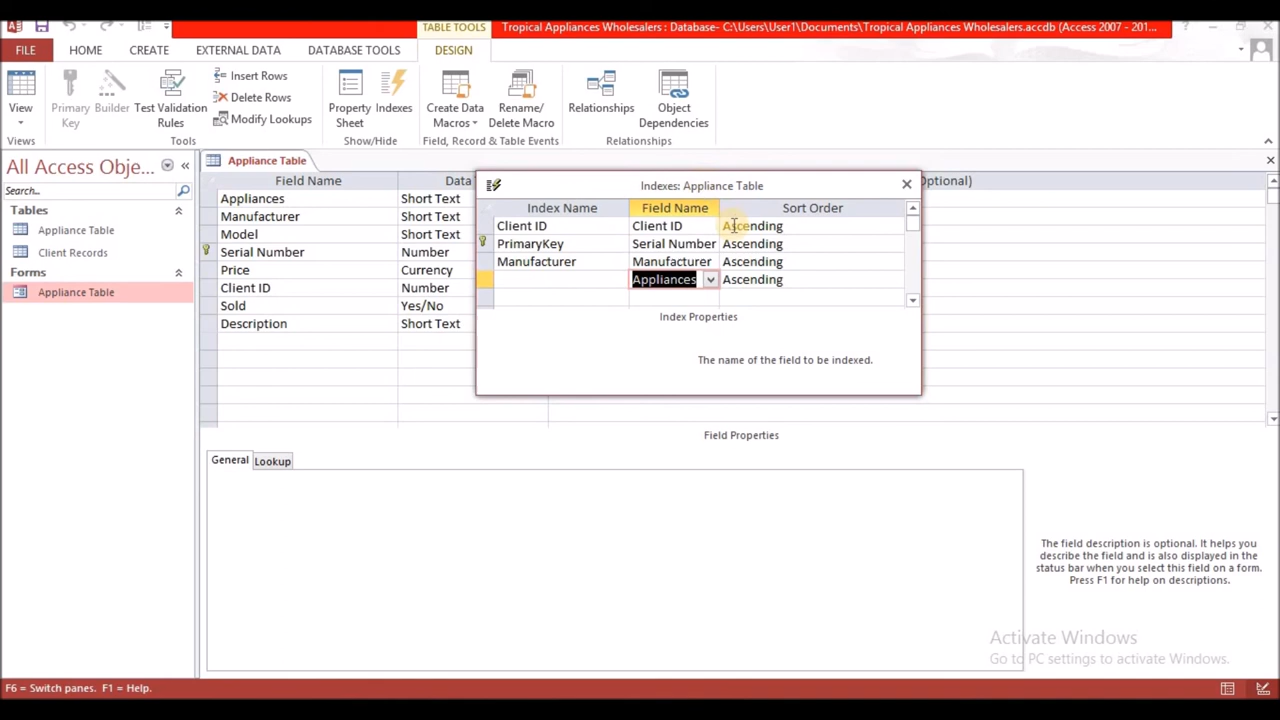 TABLE TOOLS
Tropical Appliances Wholesalers : Database- C:\Users\User1\Documents\Tropical Appliances Wholesalers.accdb (Access 2007 - 201...
FILE HOME CREATE EXTERNAL DATA DATABASE TOOLS DESIGN
View
Primary Key
Builder
Test Validation Rules
Insert Rows
Delete Rows
Modify Lookups
Property Sheet
Indexes
Create Data Macros
Rename/ Delete Macro
Relationships
Object Dependencies
Views Tools Show/Hide Field, Record & Table Events Relationships
All Access Obje...
Search...
Tables
Appliance Table
Client Records
Forms
Appliance Table
Appliance Table
Field Name Data Optional)
Appliances Short Text
Manufacturer Short Text
Model Short Text
Serial Number Number
Price Currency
Client ID Number
Sold Yes/No
Description Short Text
Indexes: Appliance Table
Index Name Field Name Sort Order
Client ID Client ID Ascending
PrimaryKey Serial Number Ascending
Manufacturer Manufacturer Ascending
Appliances Ascending
Index Properties
The name of the field to be indexed.
Field Properties
General Lookup
The field description is optional. It helps you
describe the field and is also displayed in the
status bar when you select this field on a form.
Press F1 for help on descriptions.
Activate Windows
Go to PC settings to activate Windows.
F6 = Switch panes. F1 = Help.